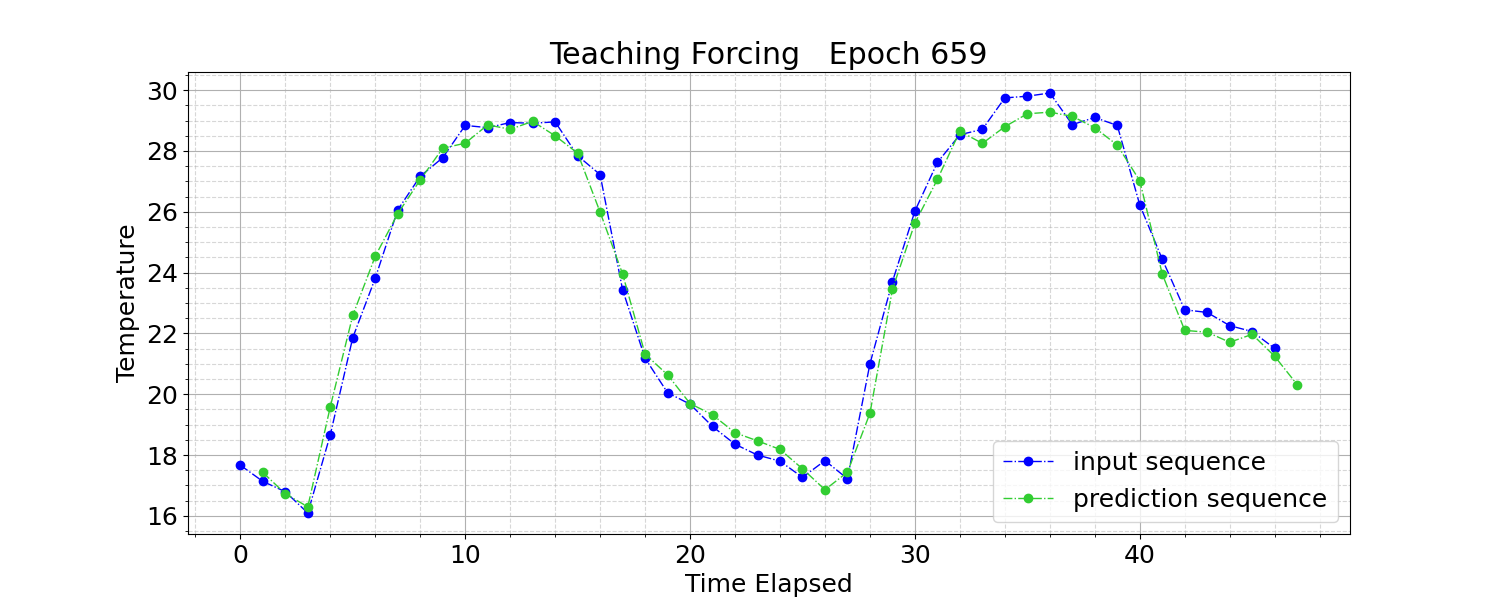 Teaching Forcing   Epoch 659
Temperature
30
28
26
24
22
20
18
16
0 10 20 30 40
Time Elapsed
input sequence
prediction sequence